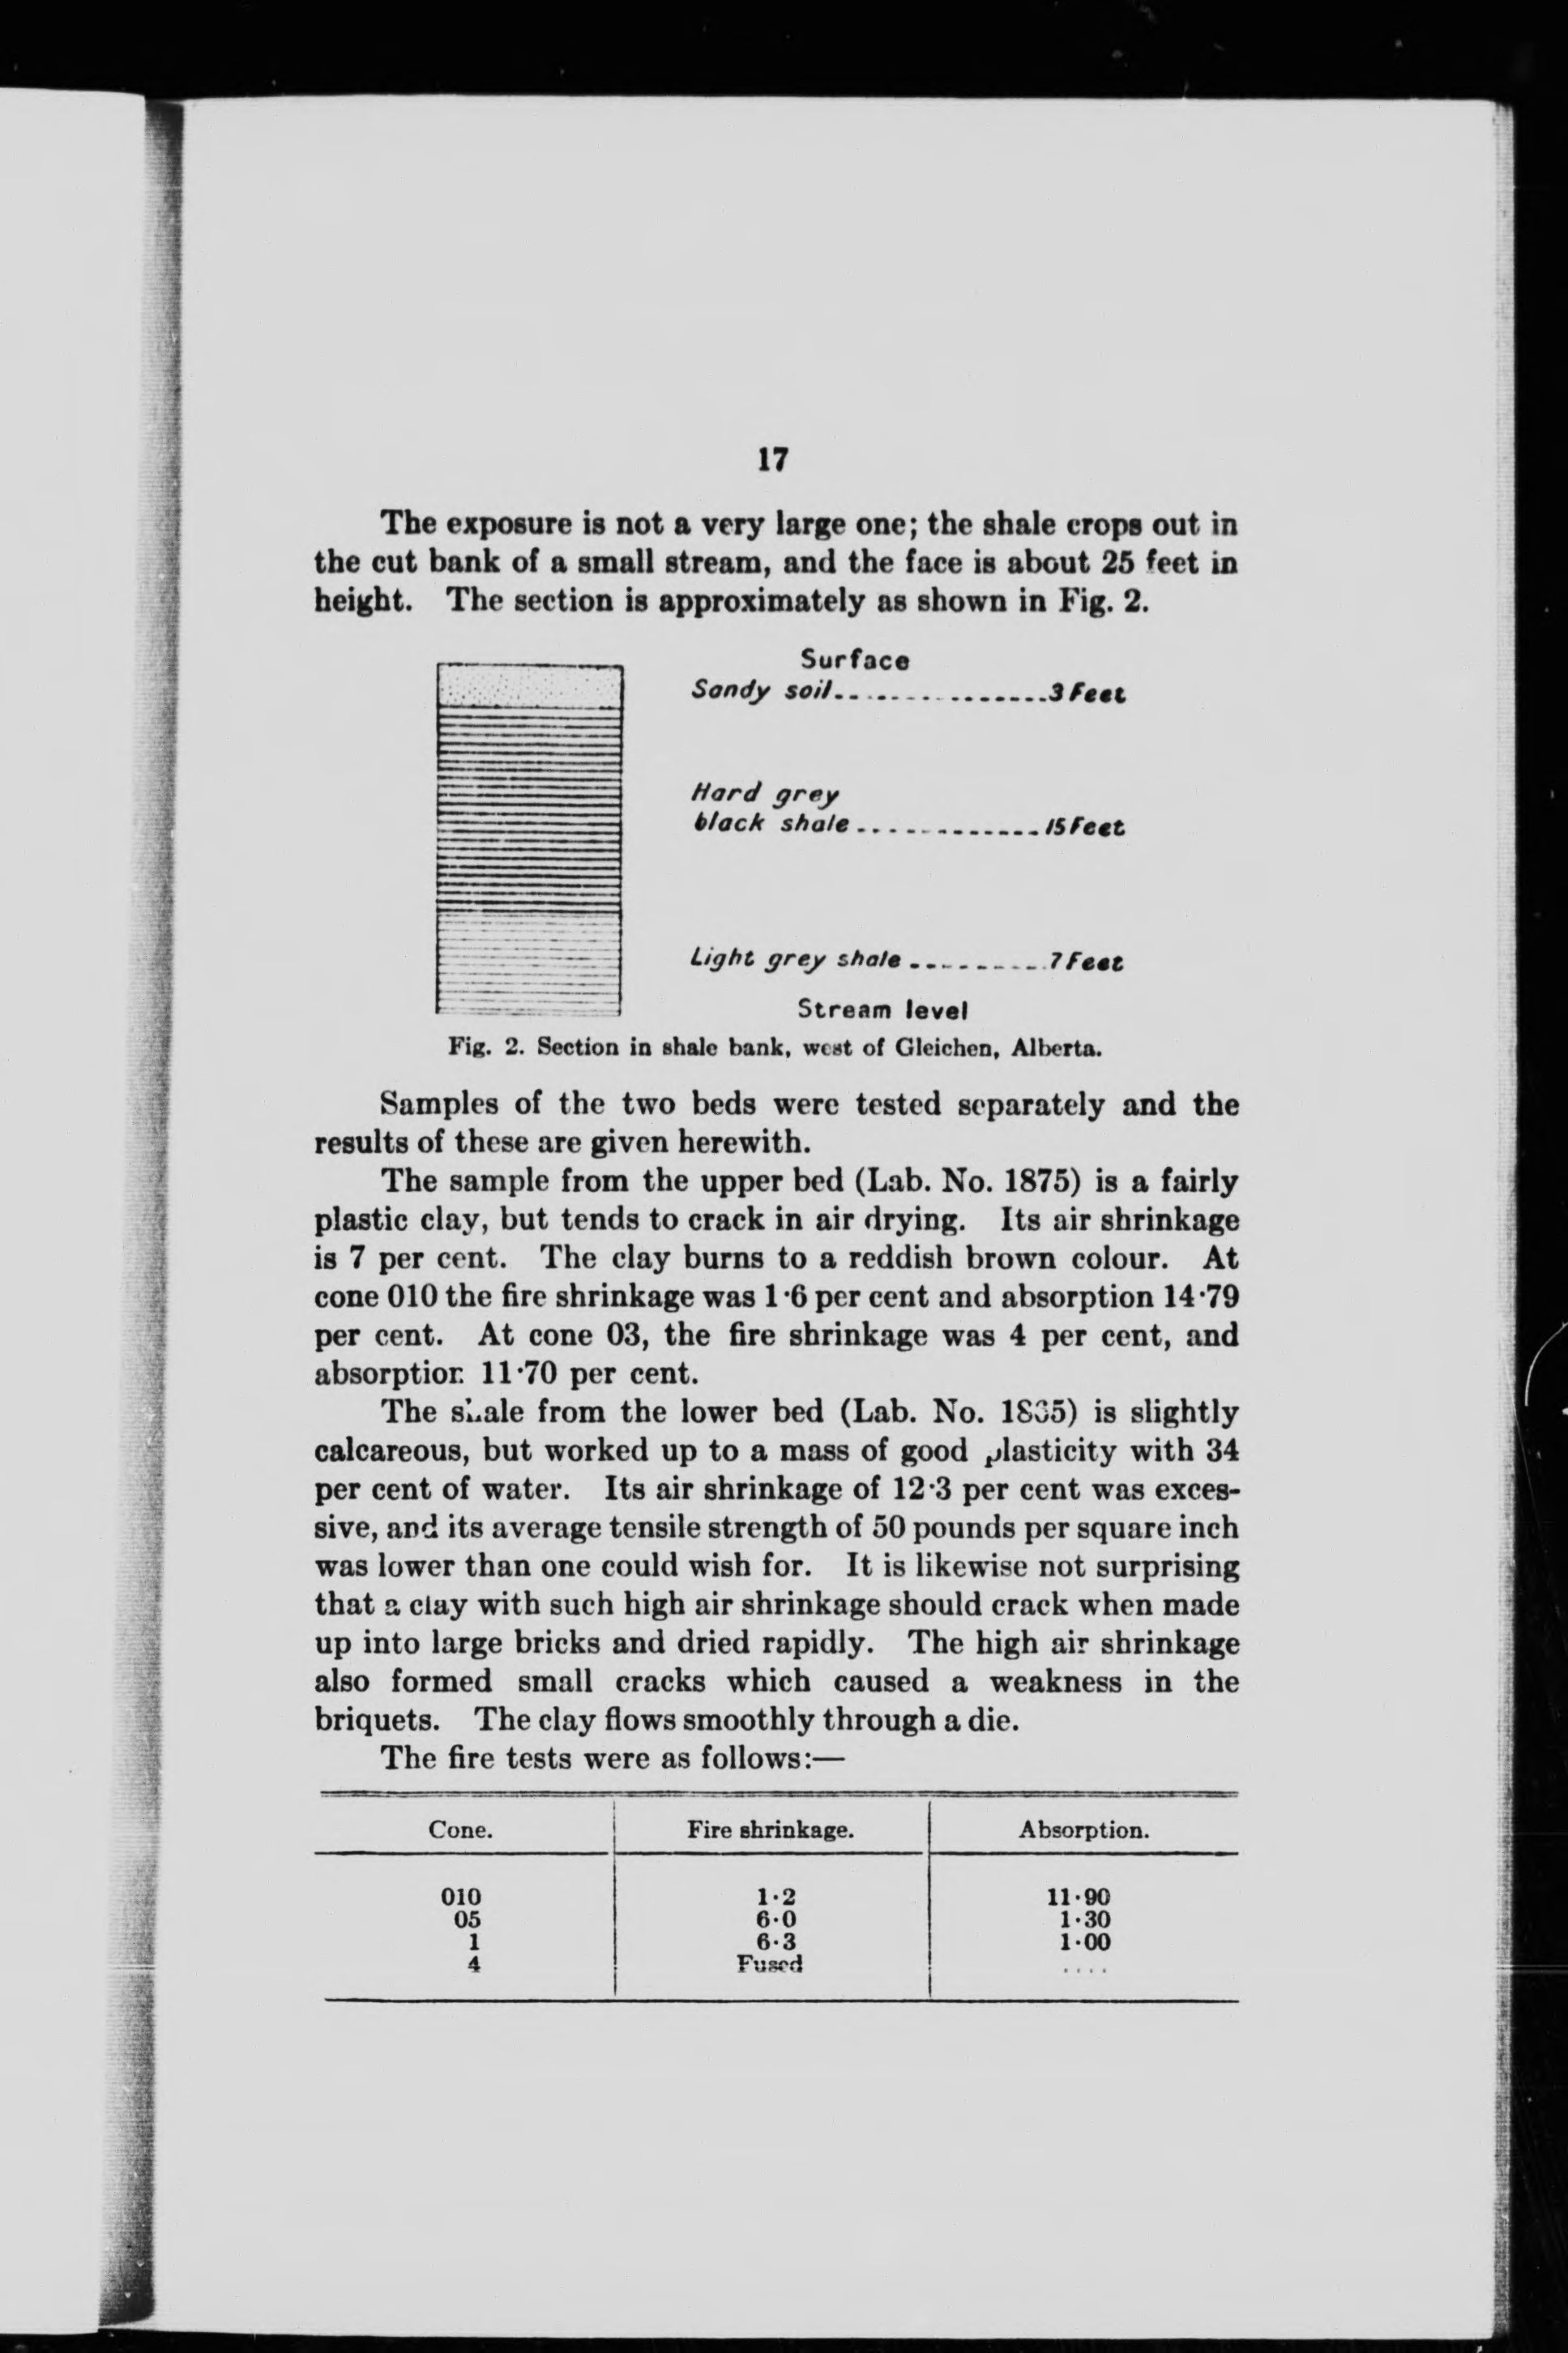 17
The exposure is not a very large one; the shale crops out in
the cut bank of a small stream, and the face is about 25 feet in
height. The section is approximately as shown in Fig. 2.
Surface
Sandy soil................3 Feet
Hard grey
black shale.............15 Feet
Light grey shale..........7 Feet
Stream level
Fig. 2. Section in shale bank, west of Gleichen, Alberta.
Samples of the two beds were tested separately and the
results of these are given herewith.
The sample from the upper bed (Lab. No. 1875) is a fairly
plastic clay, but tends to crack in air drying. Its air shrinkage
is 7 per cent. The clay burns to a reddish brown colour. At
cone 010 the fire shrinkage was 1·6 per cent and absorption 14·79
per cent. At cone 03, the fire shrinkage was 4 per cent, and
absorption 11·70 per cent.
The shale from the lower bed (Lab. No. ) is slightly
calcareous, but worked up to a mass of good plasticity with 34
per cent of water. Its air shrinkage of 12·3 per cent was exces-
sive, and its average tensile strength of 50 pounds per square inch
was lower than one could wish for. It is likewise not surprising
that a clay with such high air shrinkage should crack when made
up into large bricks and dried rapidly. The high air shrinkage
also formed small cracks which caused a weakness in the
briquets. The clay flows smoothly through a die.
The fire tests were as follows:—
Cone. Fire shrinkage. Absorption.
010 1·2 11·90
05 6·0 1·30
1 6·3 1·00
4 Fused ....